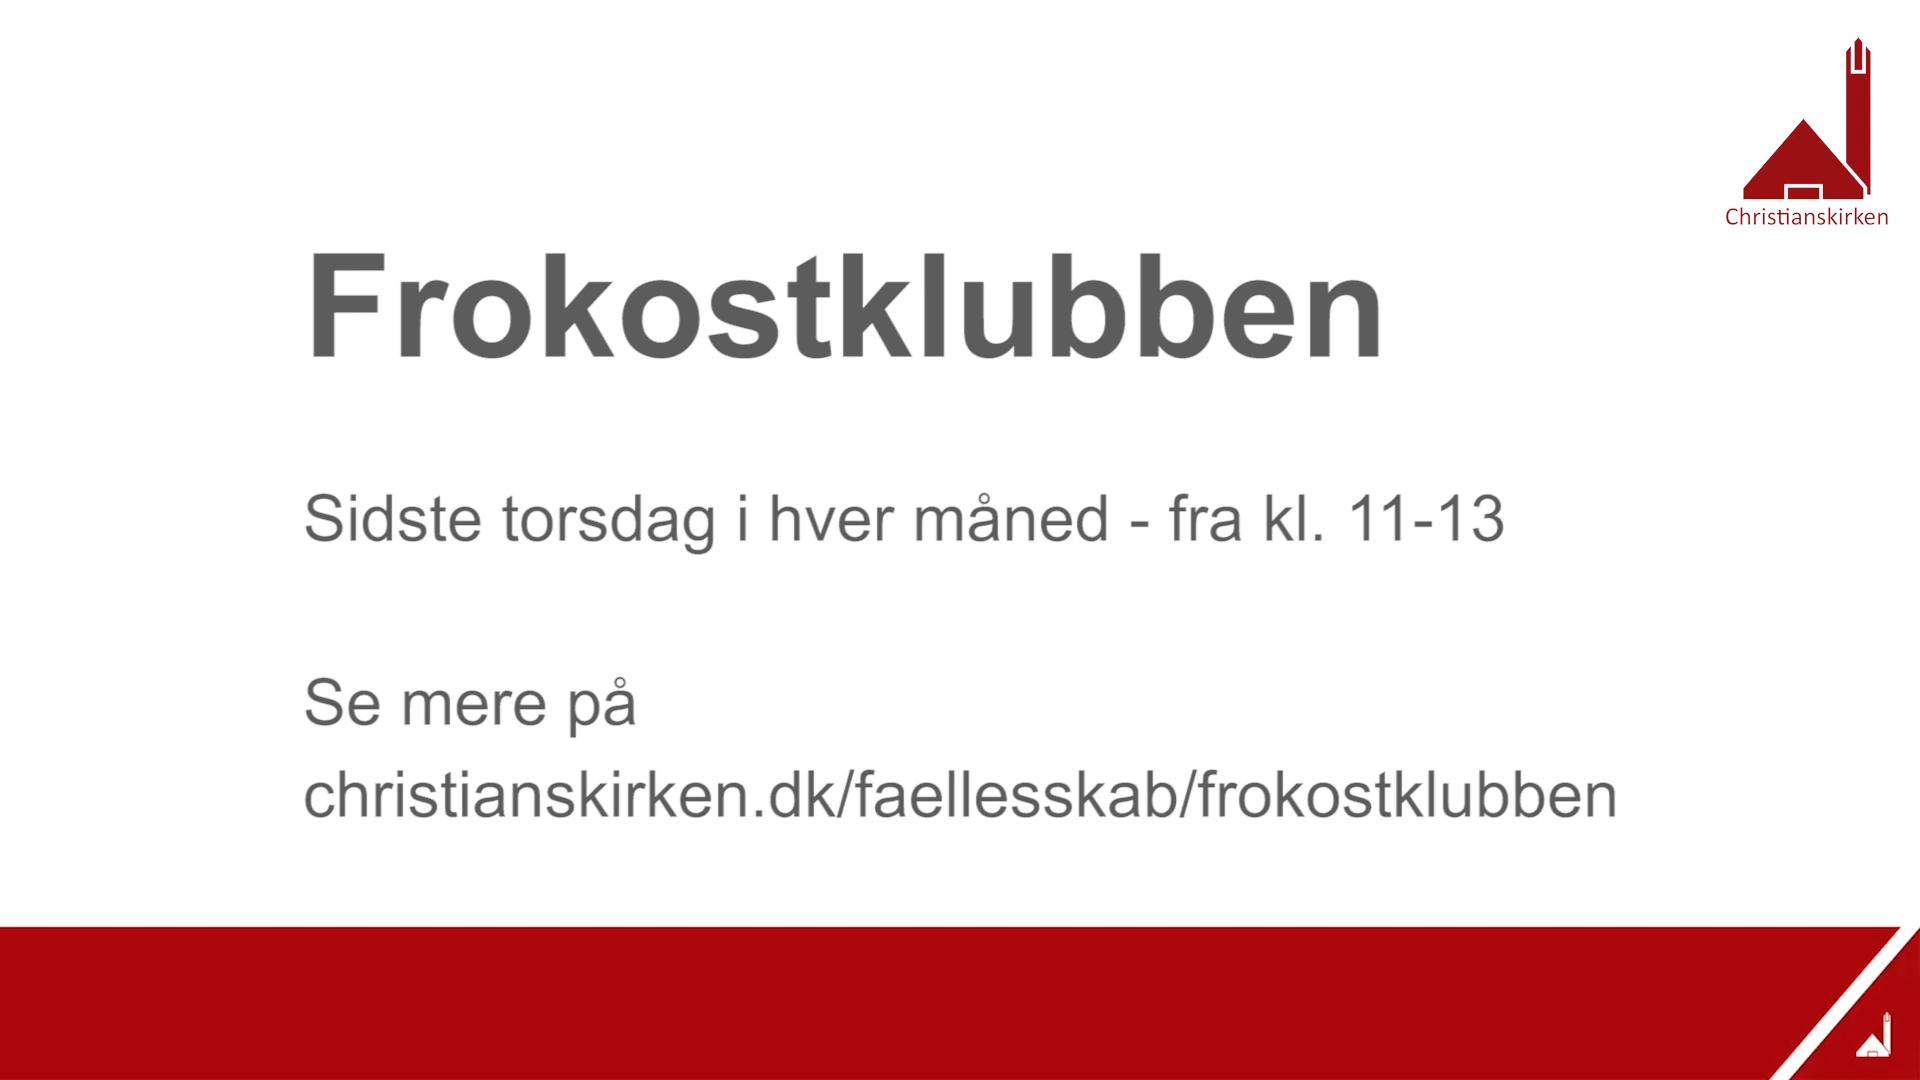 Christianskirken
Frokostklubben
Sidste torsdag i hver måned - fra kl. 11-13
Se mere på
christianskirken.dk/faellesskab/frokostklubben